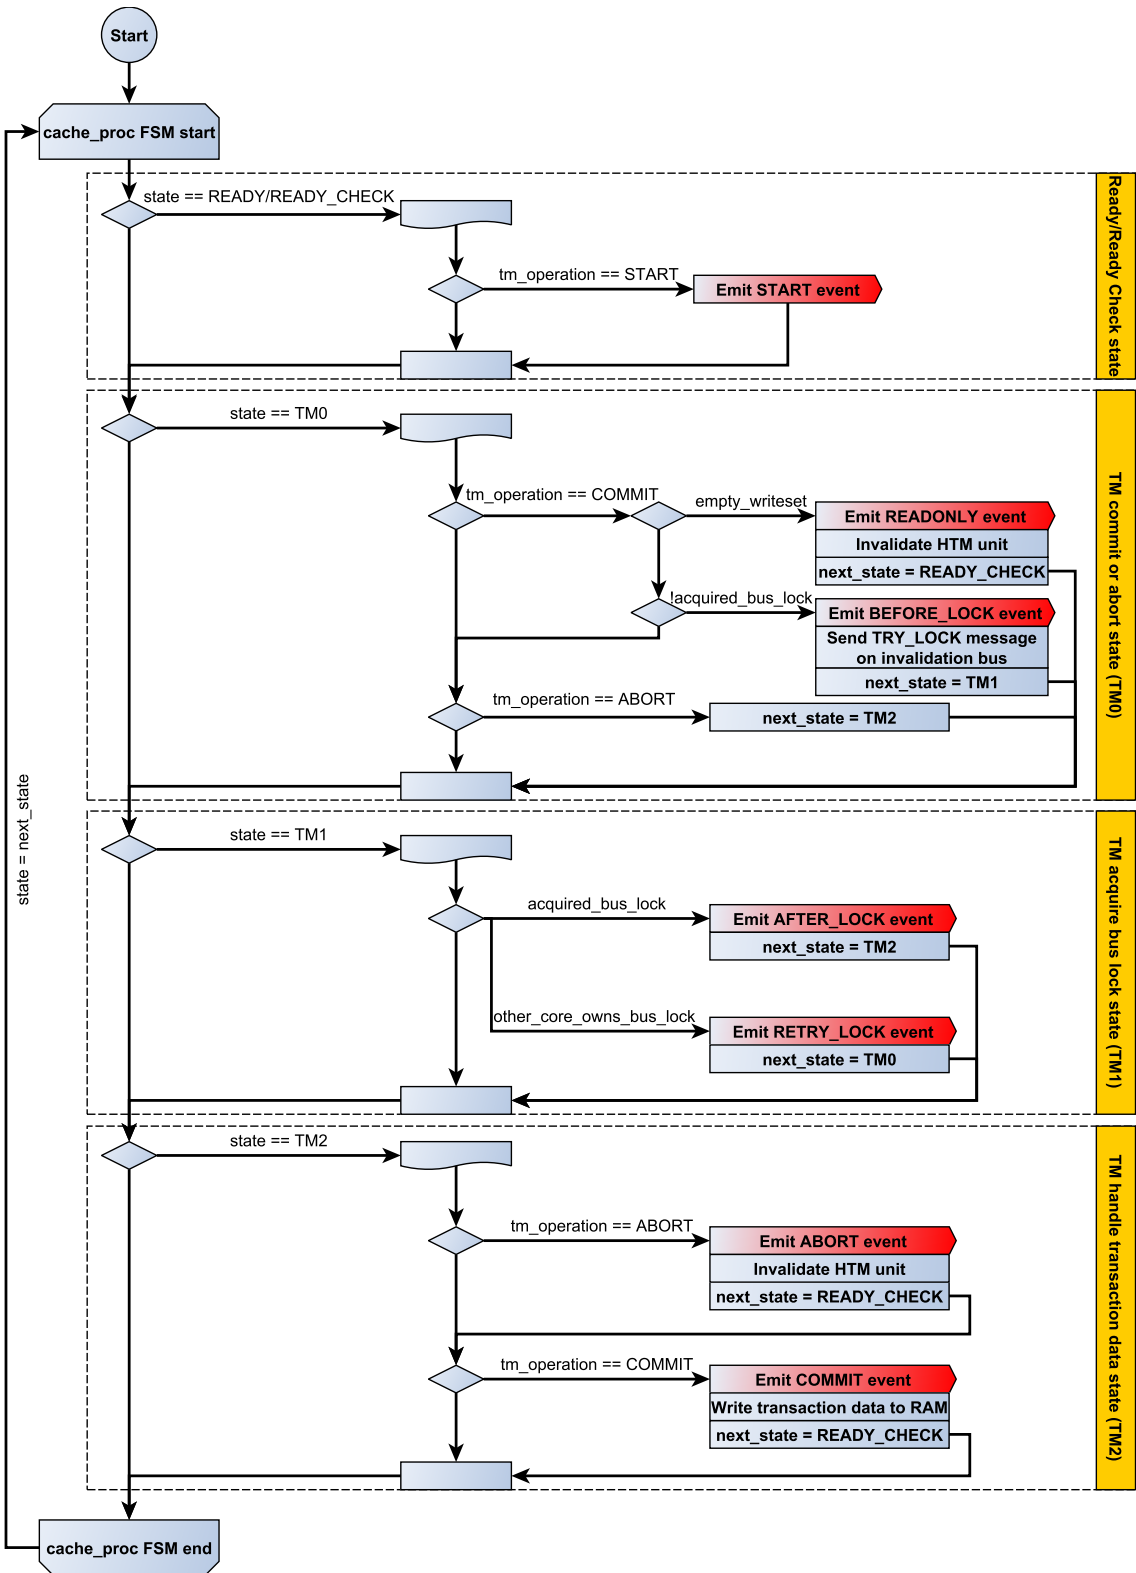 Start
cache_proc FSM start
state == READY/READY_CHECK
tm_operation == START
Emit START event
Ready/Ready Check state
state == TM0
tm_operation == COMMIT
empty_writeset
Emit READONLY event
Invalidate HTM unit
next_state = READY_CHECK
!acquired_bus_lock
Emit BEFORE_LOCK event
Send TRY_LOCK message
on invalidation bus
next_state = TM1
tm_operation == ABORT
next_state = TM2
TM commit or abort state (TM0)
state = next_state
state == TM1
acquired_bus_lock
Emit AFTER_LOCK event
next_state = TM2
other_core_owns_bus_lock
Emit RETRY_LOCK event
next_state = TM0
TM acquire bus lock state (TM1)
state == TM2
tm_operation == ABORT
Emit ABORT event
Invalidate HTM unit
next_state = READY_CHECK
tm_operation == COMMIT
Emit COMMIT event
Write transaction data to RAM
next_state = READY_CHECK
TM handle transaction data state (TM2)
cache_proc FSM end